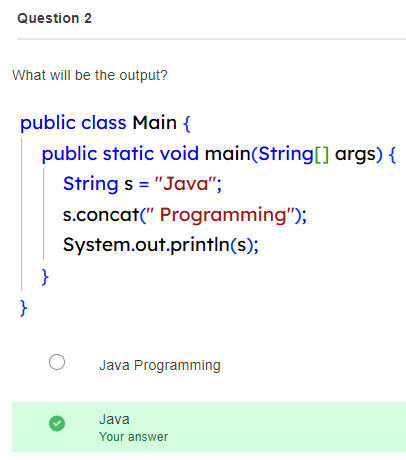 Question 2
What will be the output?
public class Main {
public static void main(String[] args) {
String s = "Java";
s.concat(" Programming");
System.out.println(s);
}
}
Java Programming
Java
Your answer